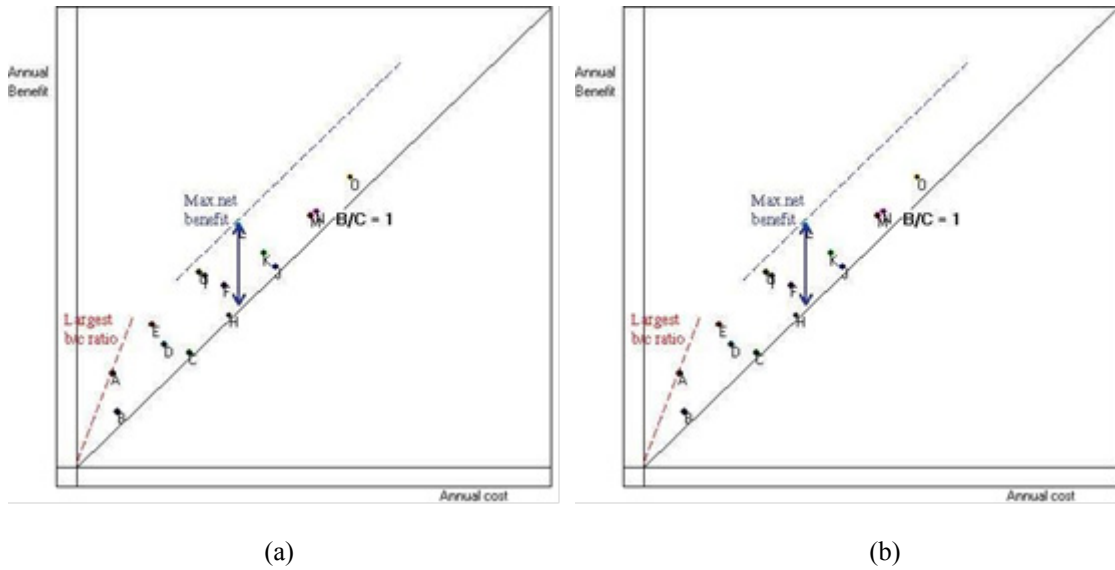 Annual
Benefit
Max.net
benefit
O
M
B/C = 1
K
J
F
H
Largest
b/c ratio
E
D
C
A
B
Annual cost
(a)
Annual
Benefit
Max.net
benefit
O
M
B/C = 1
K
J
F
H
Largest
b/c ratio
E
D
C
A
B
Annual cost
(b)